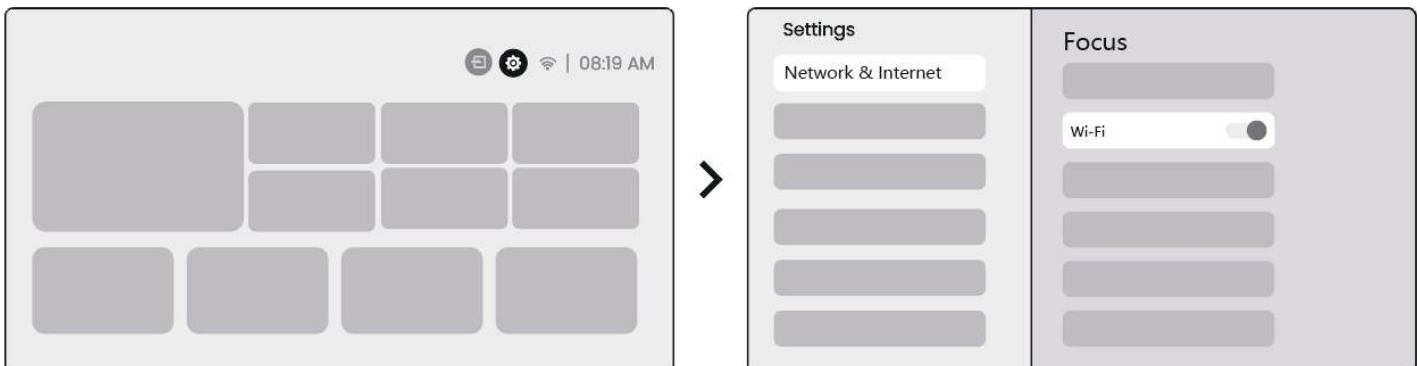 | 08:19 AM
Settings
Network & Internet
Focus
Wi-Fi